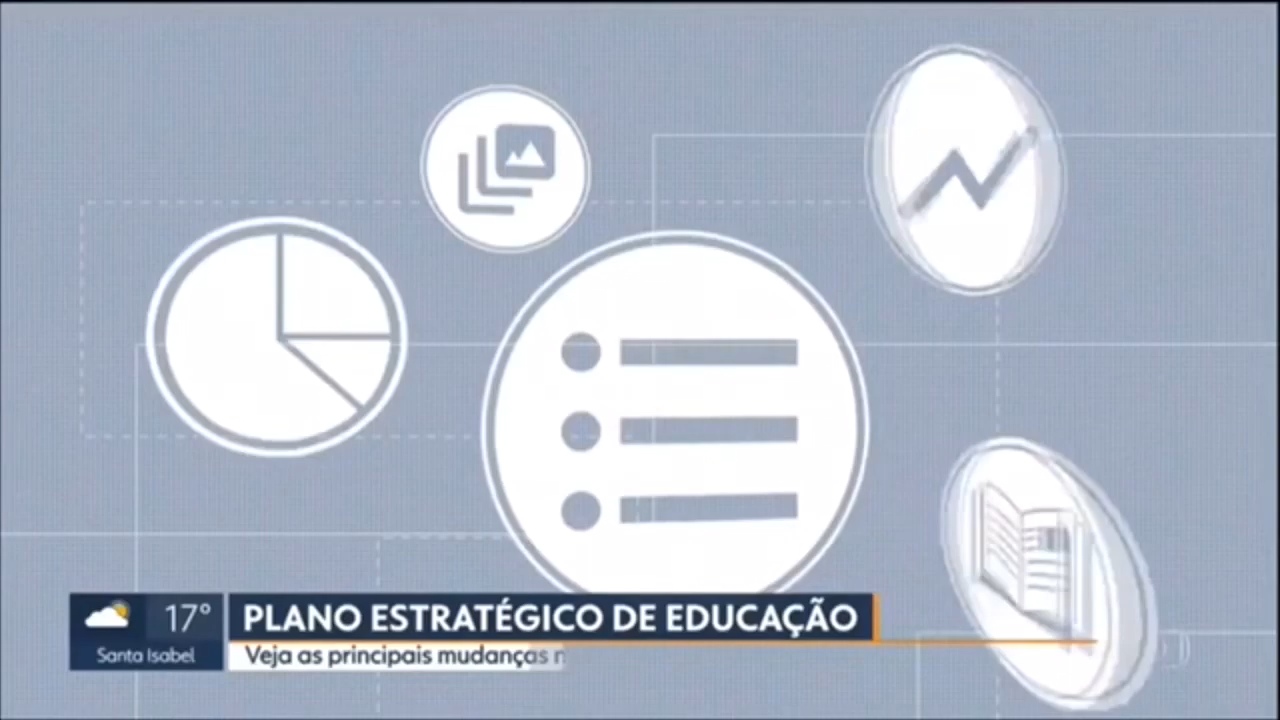 17°
PLANO ESTRATÉGICO DE EDUCAÇÃO
Santa Isabel
Veja as principais mudanças